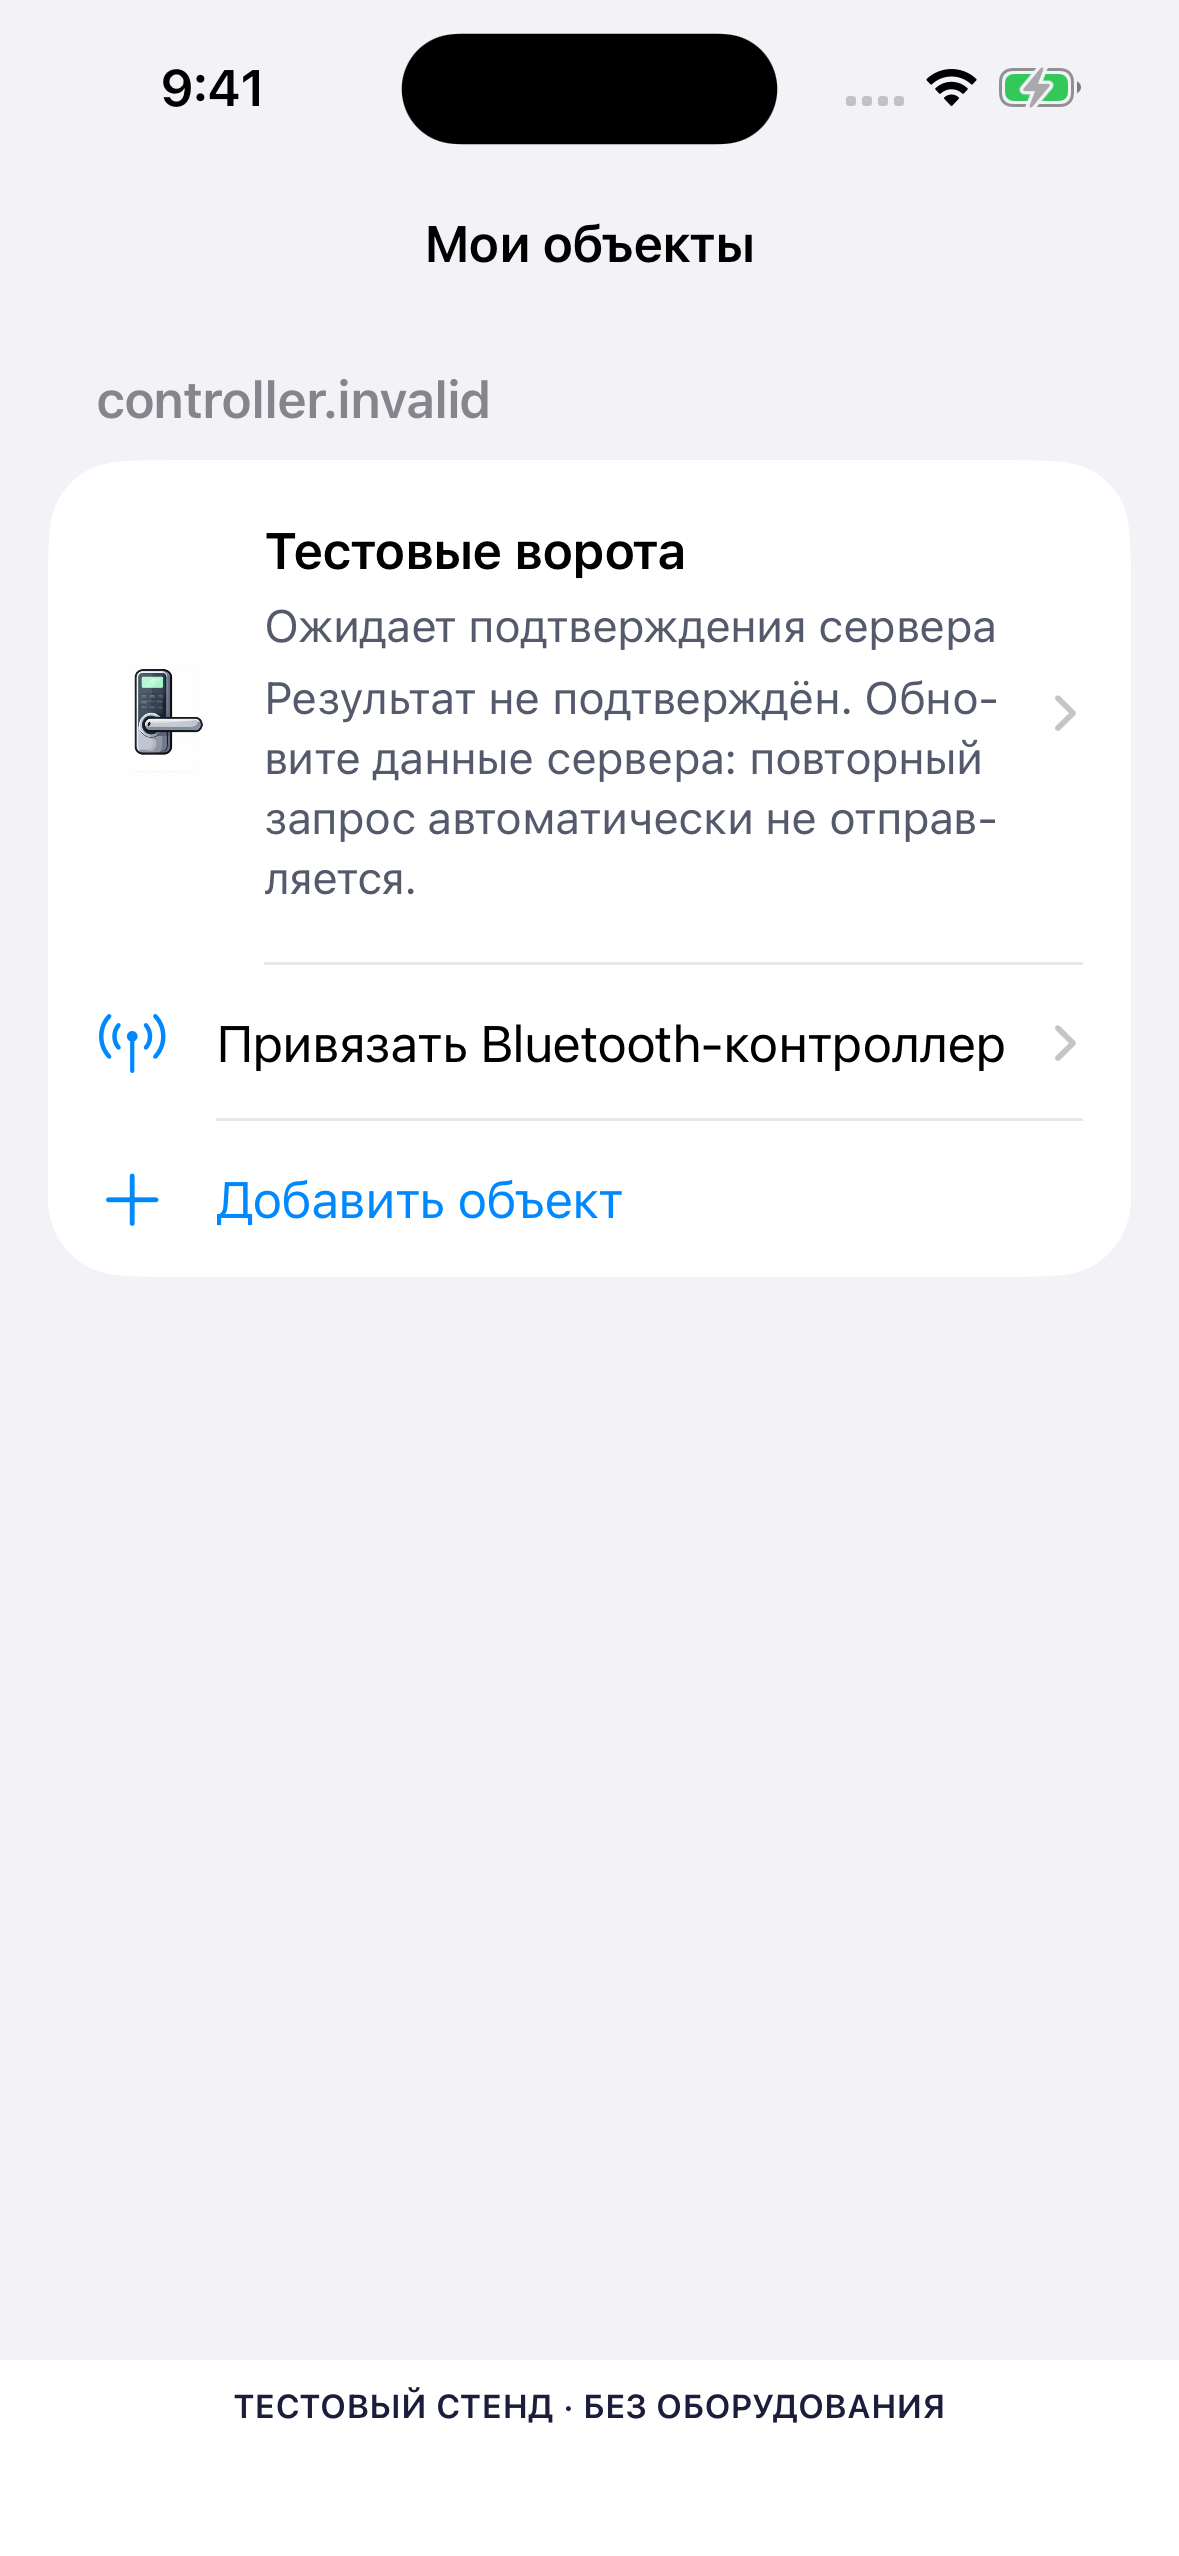 9:41
Мои объекты
controller.invalid
Тестовые ворота
Ожидает подтверждения сервера
Результат не подтверждён. Обно-
вите данные сервера: повторный
запрос автоматически не отправ-
ляется.
Привязать Bluetooth-контроллер
Добавить объект
ТЕСТОВЫЙ СТЕНД · БЕЗ ОБОРУДОВАНИЯ